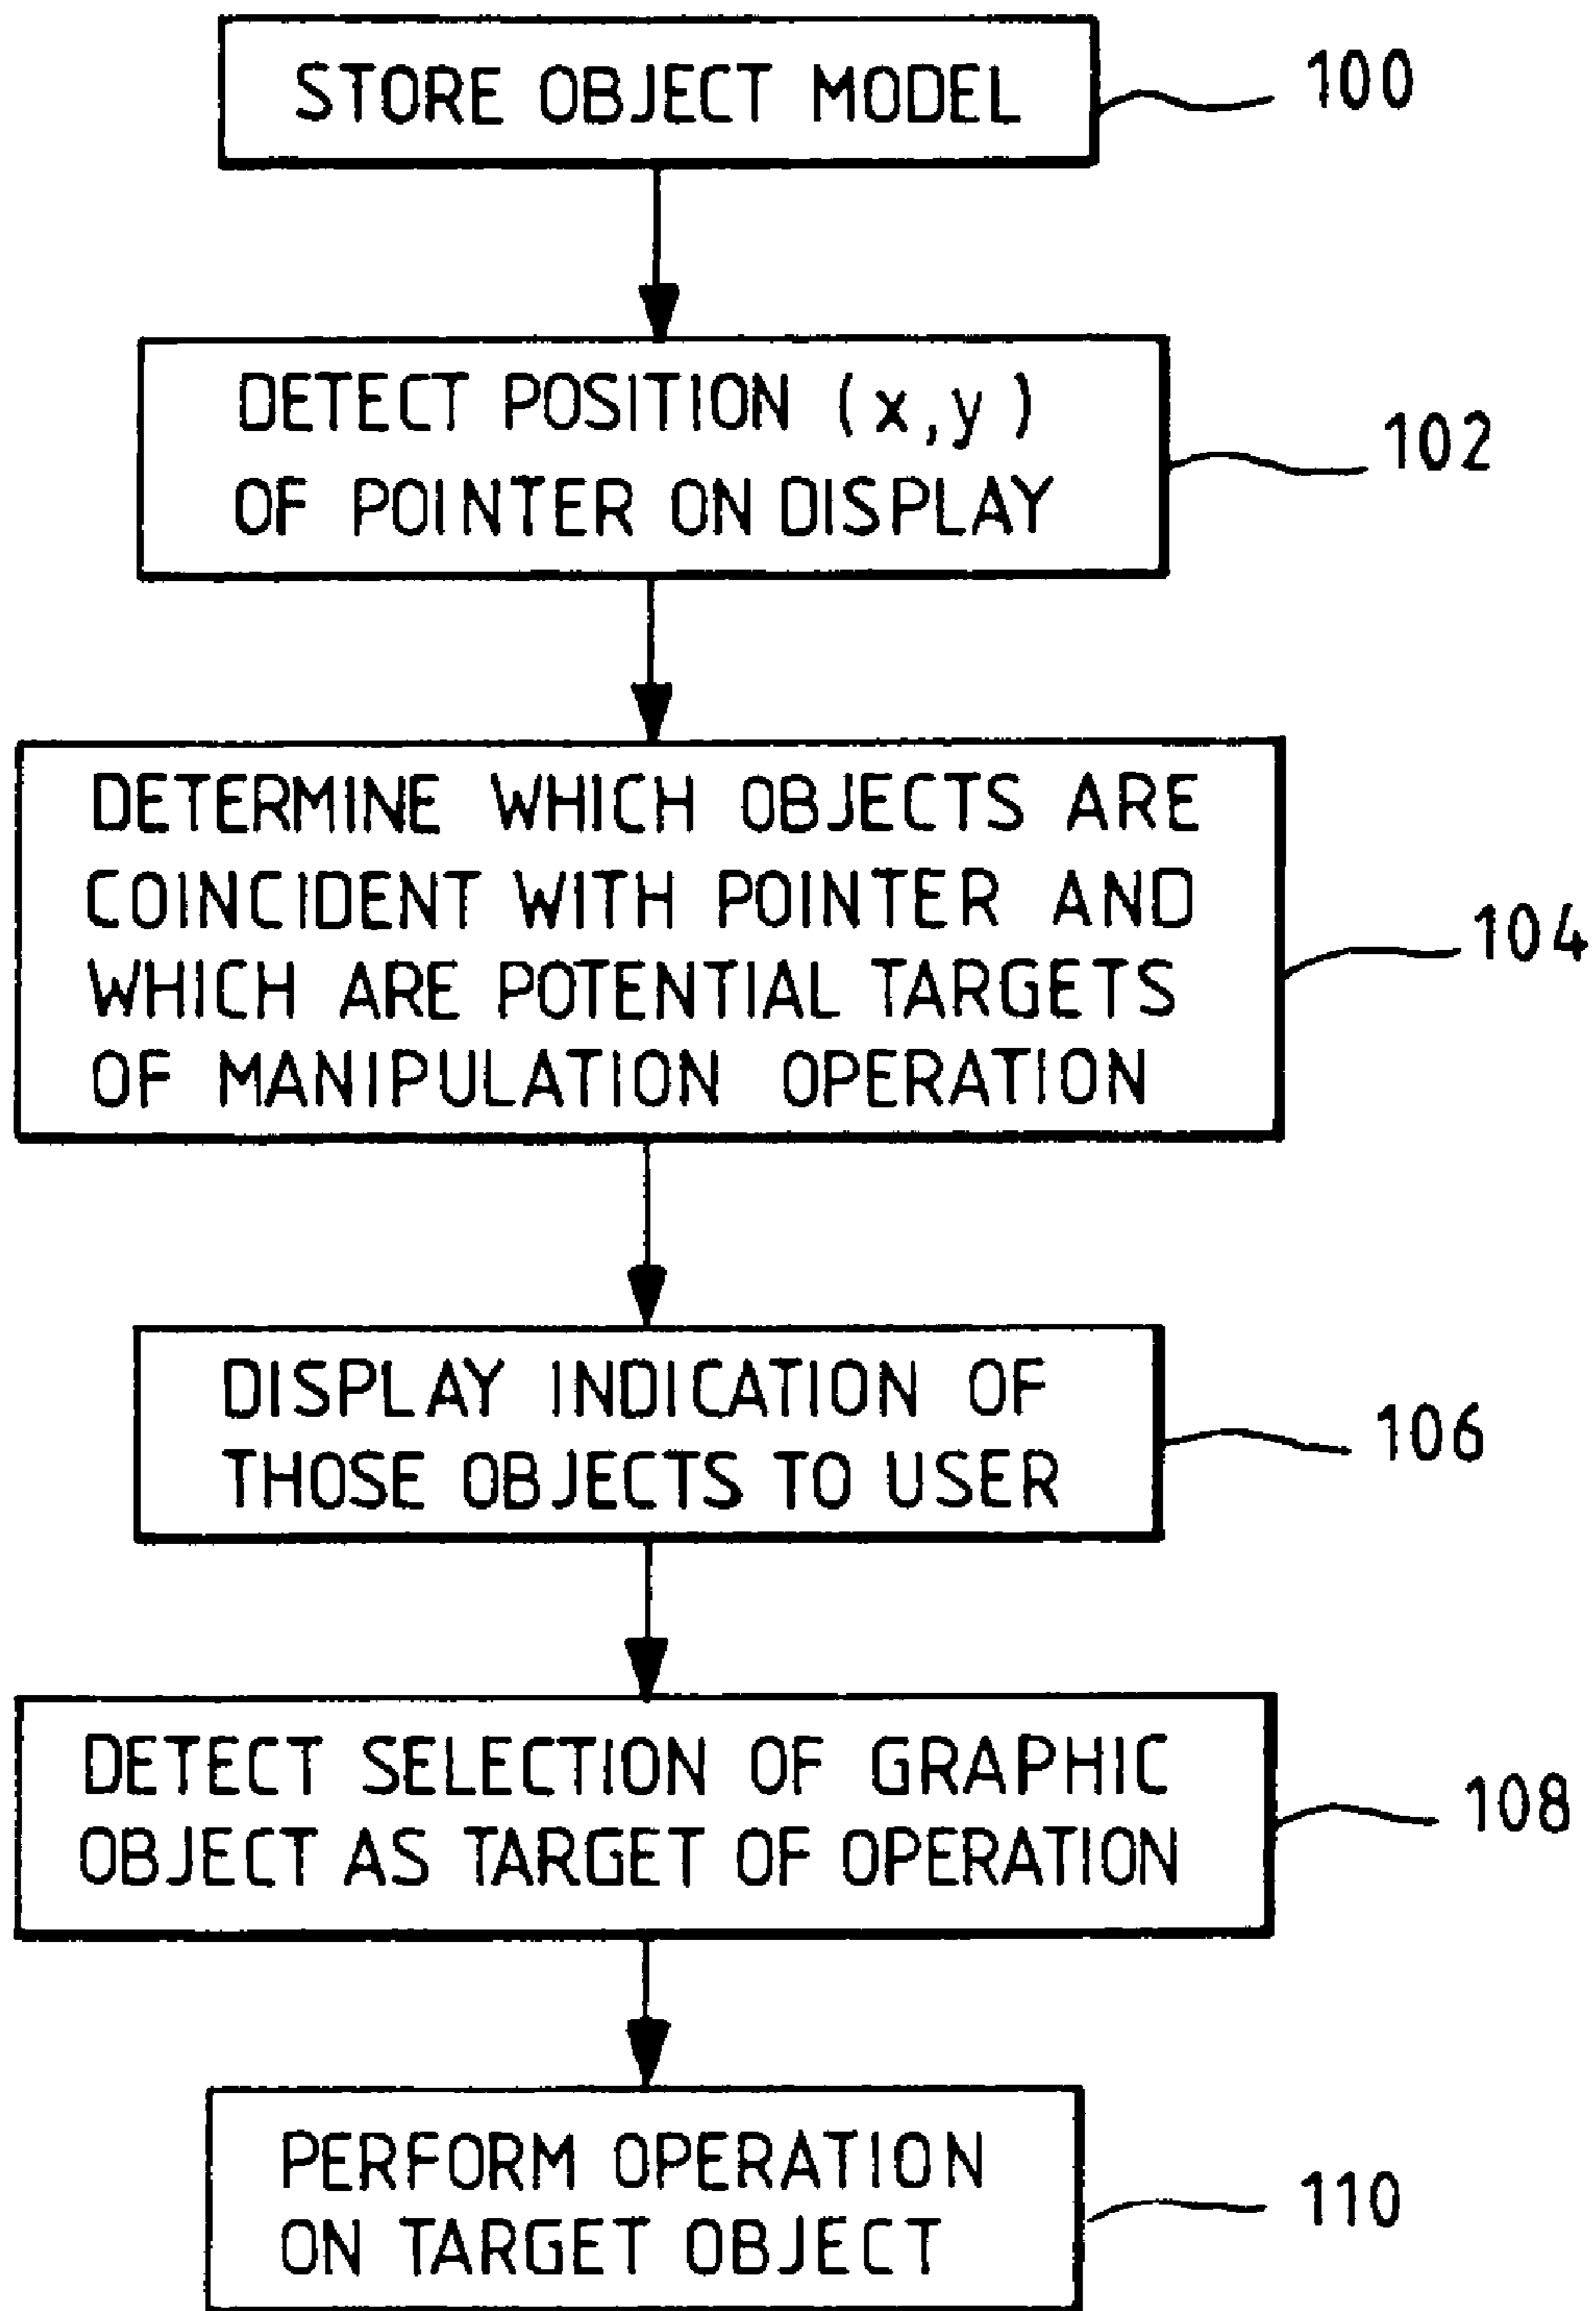 STORE OBJECT MODEL
100
DETECT POSITION (x,y)
OF POINTER ON DISPLAY
102
DETERMINE WHICH OBJECTS ARE
COINCIDENT WITH POINTER AND
WHICH ARE POTENTIAL TARGETS
OF MANIPULATION OPERATION
104
DISPLAY INDICATION OF
THOSE OBJECTS TO USER
106
DETECT SELECTION OF GRAPHIC
OBJECT AS TARGET OF OPERATION
108
PERFORM OPERATION
ON TARGET OBJECT
110